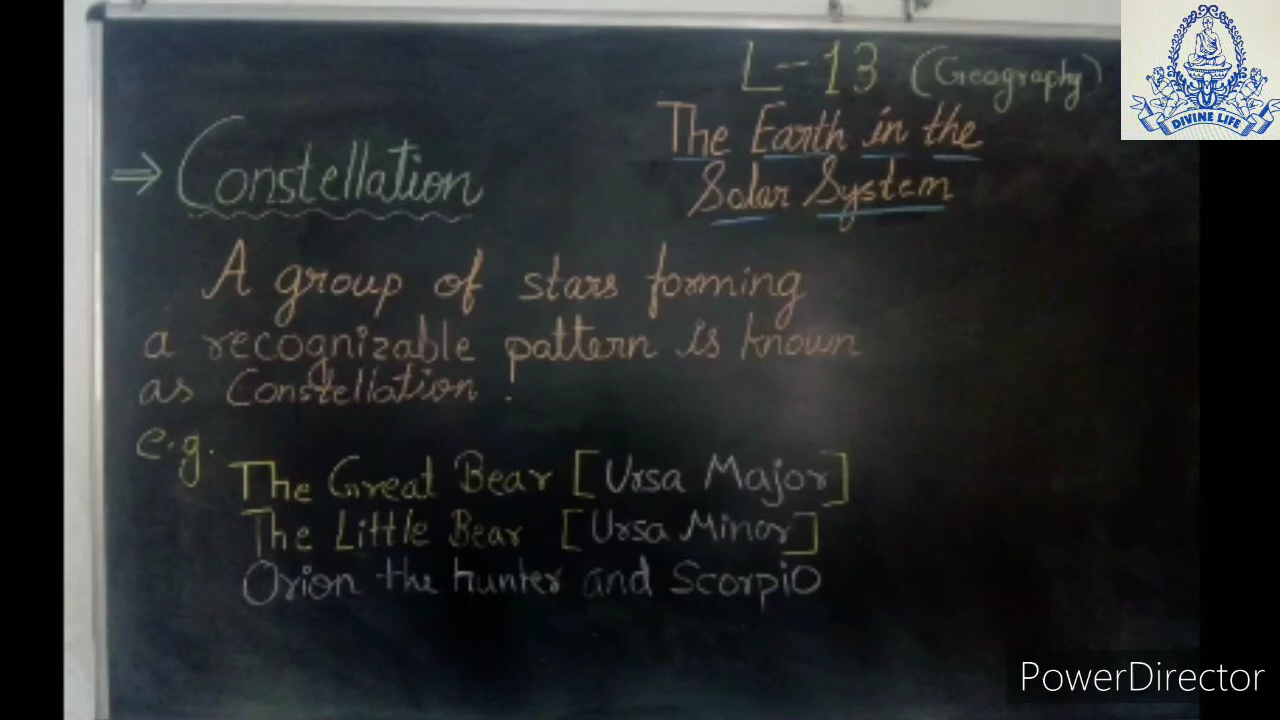 L-13 (Geography)
The Earth in the
Solar System
⇒ Constellation
A group of stars forming
a recognizable pattern is known
as Constellation !
e.g.
The Great Bear [Ursa Major]
The Little Bear [Ursa Minor]
Orion the hunter and Scorpio
DIVINE LIFE
PowerDirector